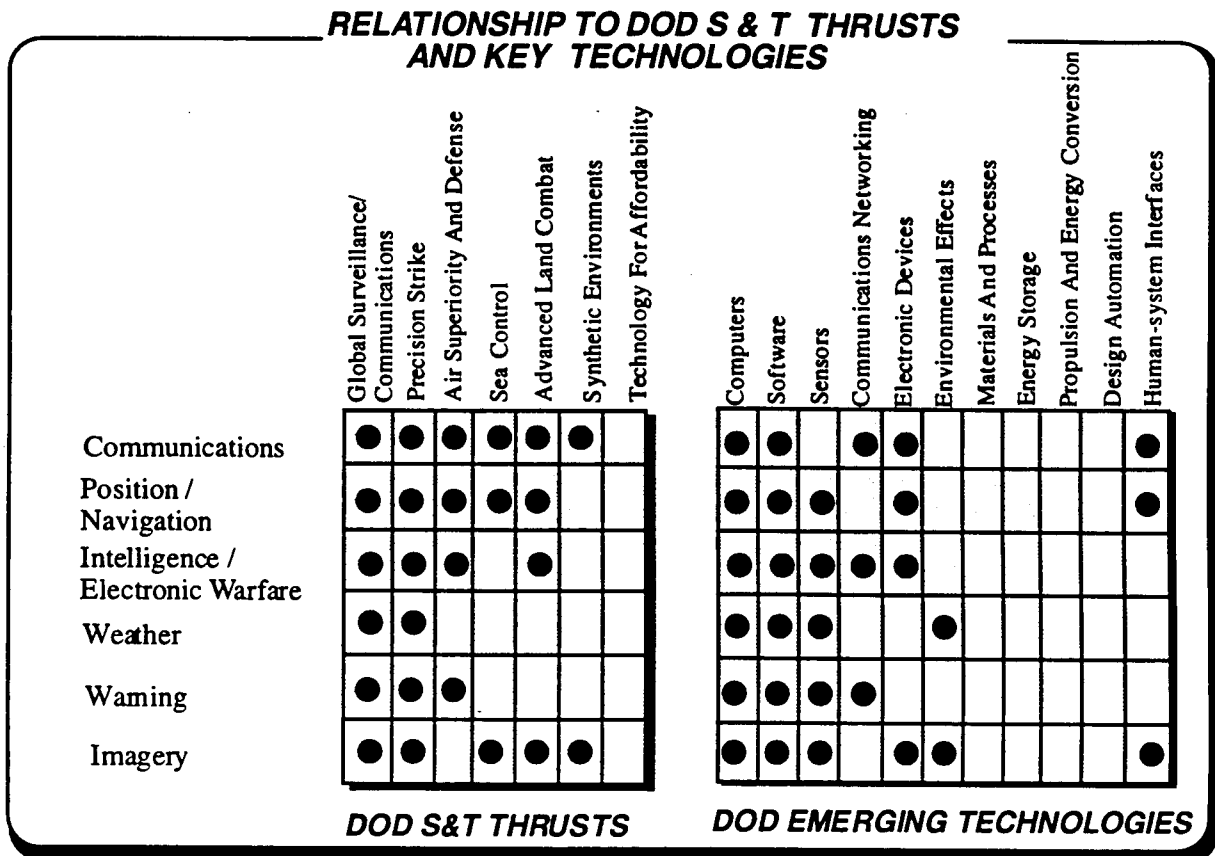 RELATIONSHIP TO DOD S & T THRUSTS
AND KEY TECHNOLOGIES
Global Surveillance/
Communications
Precision Strike
Air Superiority And Defense
Sea Control
Advanced Land Combat
Synthetic Environments
Technology For Affordability
Computers
Software
Sensors
Communications Networking
Electronic Devices
Environmental Effects
Materials And Processes
Energy Storage
Propulsion And Energy Conversion
Design Automation
Human-system Interfaces
Communications
Position /
Navigation
Intelligence /
Electronic Warfare
Weather
Warning
Imagery
DOD S&T THRUSTS
DOD EMERGING TECHNOLOGIES